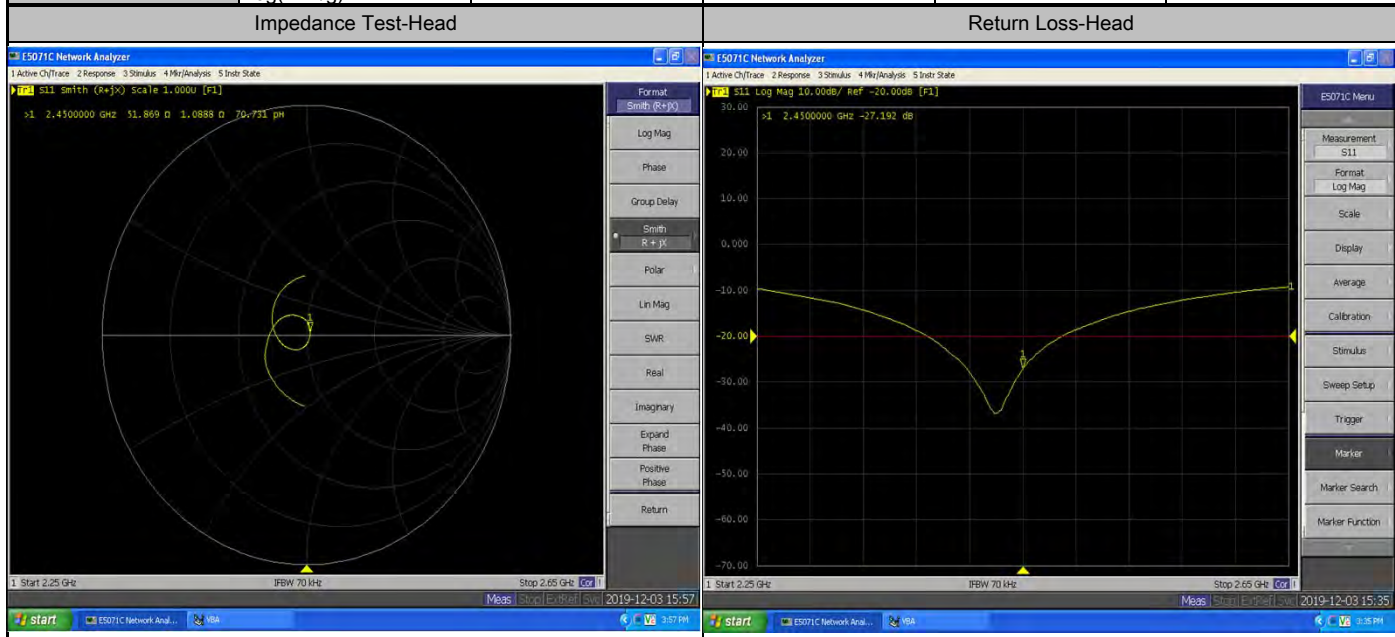 Impedance Test-Head
Return Loss-Head
E5071C Network Analyzer
1 Active Ch/Trace 2 Response 3 Stimulus 4 Mkr/Analysis 5 Instr State
Tr1 S11 Smith (R+jX) Scale 1.000U [F1]
>1 2.4500000 GHz 51.869 Ω 1.0888 Ω 70.731 pH
1
Format
Smith (R+jX)
Log Mag
Phase
Group Delay
Smith
R + jX
Polar
Lin Mag
SWR
Real
Imaginary
Expand
Phase
Positive
Phase
Return
1 Start 2.25 GHz
IFBW 70 kHz
Stop 2.65 GHz Cor !
Meas Stop ExtRef Svc 2019-12-03 15:57
start
E5071C Network Anal...
VBA
3:57 PM
E5071C Network Analyzer
1 Active Ch/Trace 2 Response 3 Stimulus 4 Mkr/Analysis 5 Instr State
Tr1 S11 Log Mag 10.00dB/ Ref -20.00dB [F1]
>1 2.4500000 GHz -27.192 dB
30.00
20.00
10.00
0.000
-10.00
-20.00
-30.00
-40.00
-50.00
-60.00
-70.00
1
1
E5071C Menu
Measurement
S11
Format
Log Mag
Scale
Display
Average
Calibration
Stimulus
Sweep Setup
Trigger
Marker
Marker Search
Marker Function
1 Start 2.25 GHz
IFBW 70 kHz
Stop 2.65 GHz Cor !
Meas Stop ExtRef Svc 2019-12-03 15:35
start
E5071C Network Anal...
VBA
3:35 PM